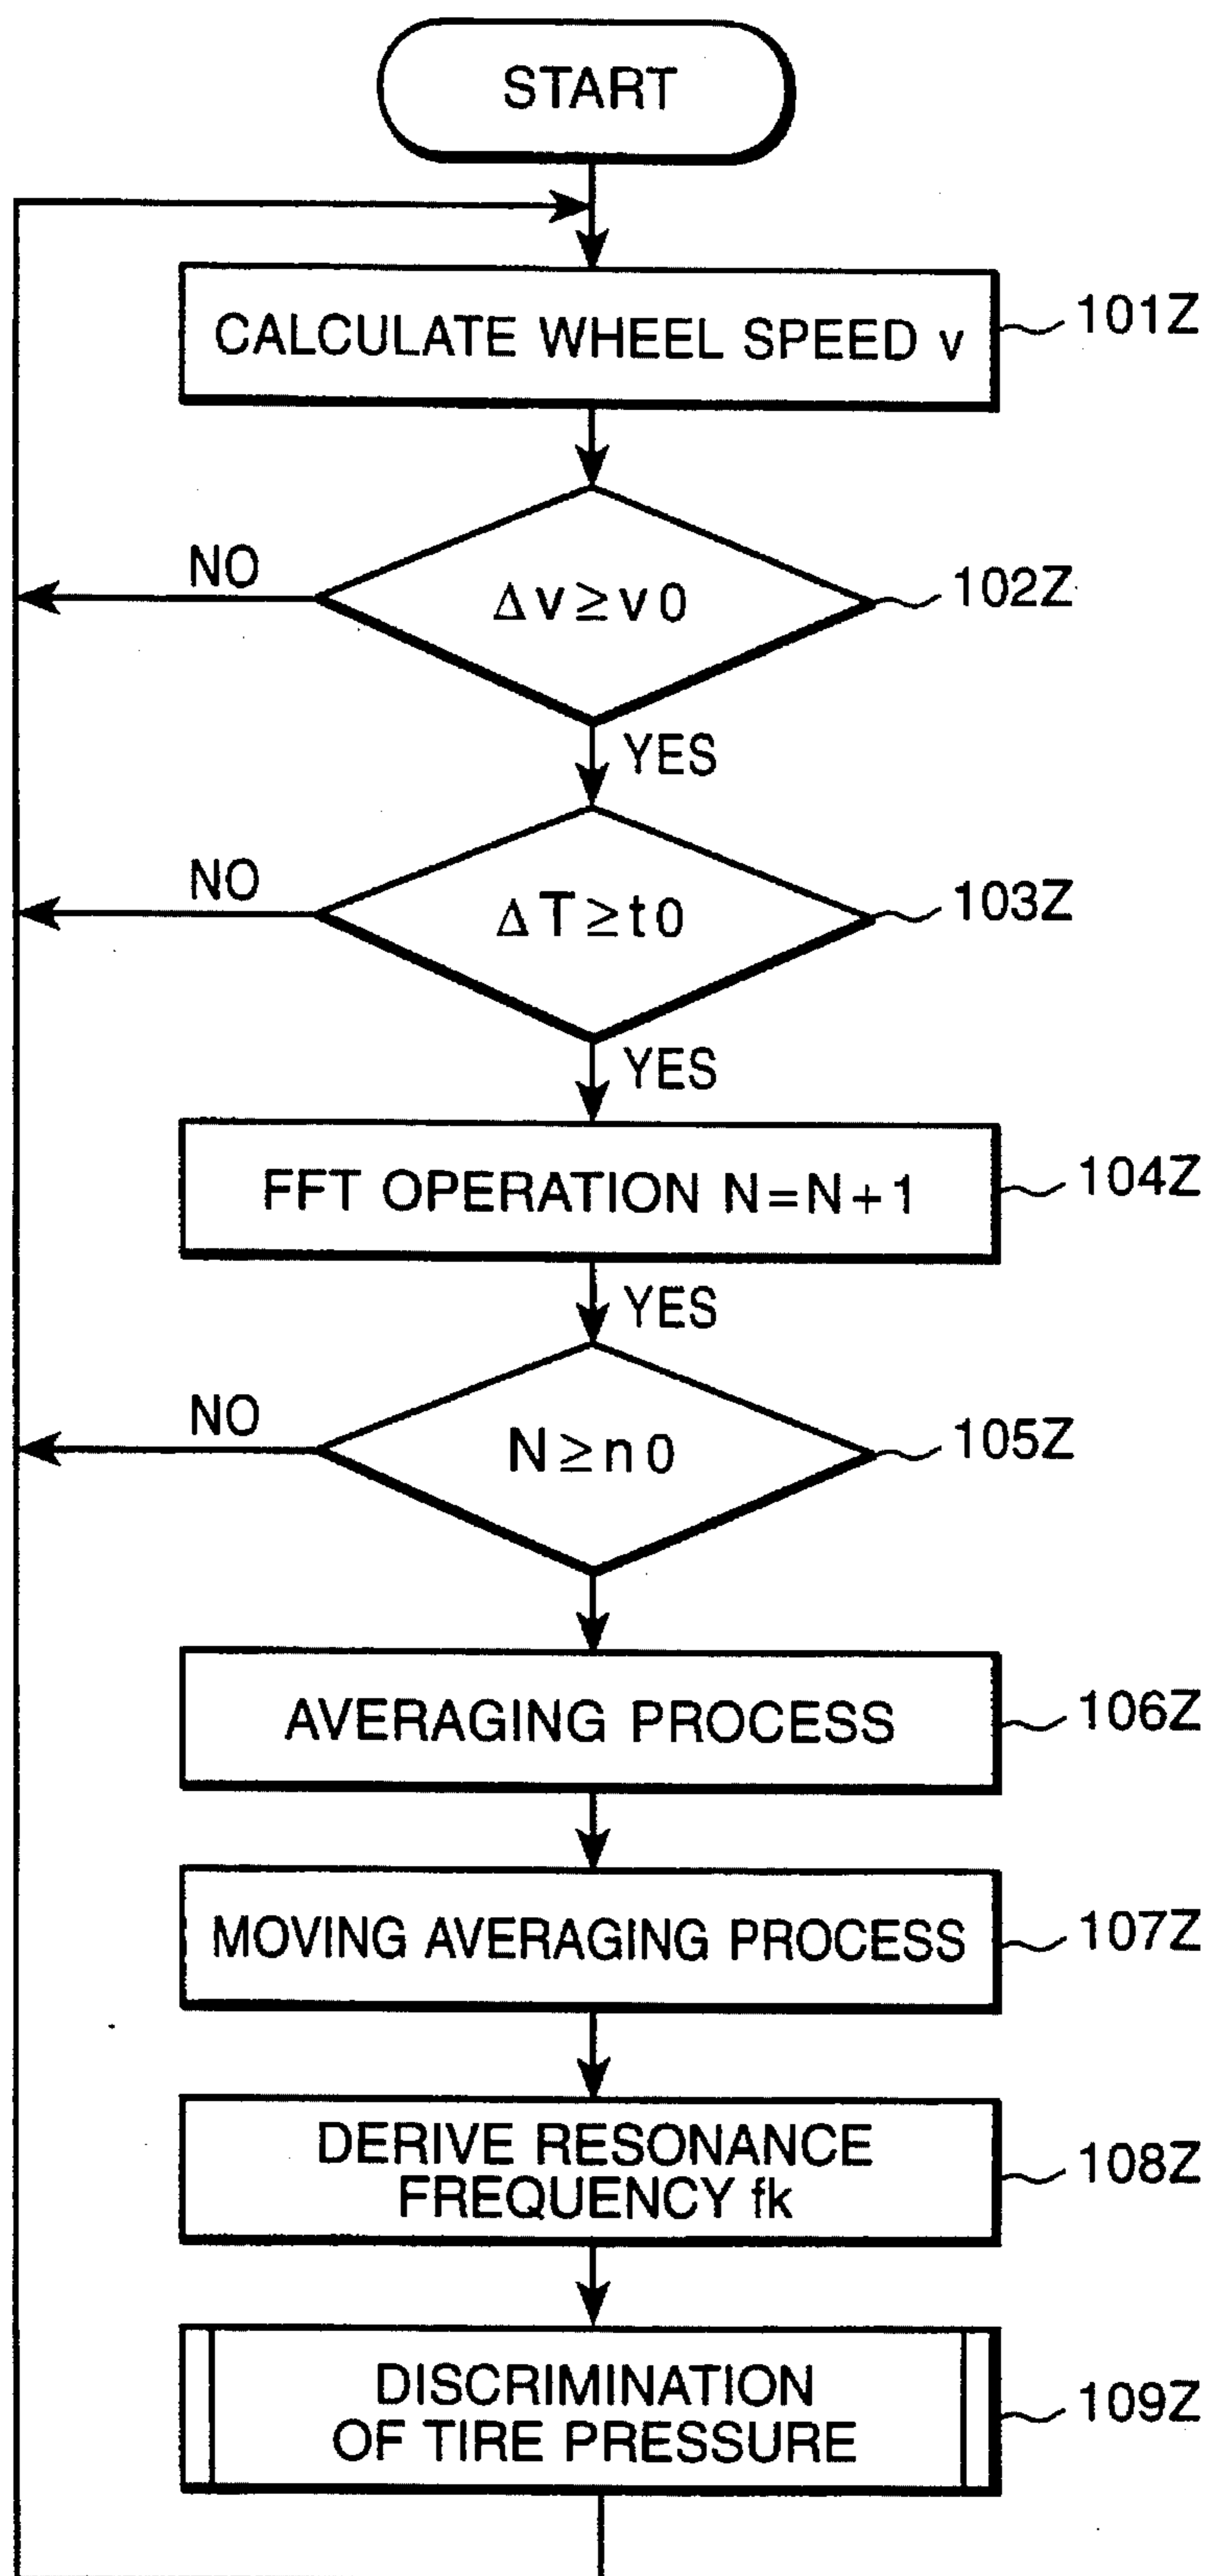 START
CALCULATE WHEEL SPEED v
101Z
NO
Δv≥v0
102Z
YES
NO
ΔT≥t0
103Z
YES
FFT OPERATION N=N+1
104Z
YES
NO
N≥n0
105Z
AVERAGING PROCESS
106Z
MOVING AVERAGING PROCESS
107Z
DERIVE RESONANCE
FREQUENCY fk
108Z
DISCRIMINATION
OF TIRE PRESSURE
109Z